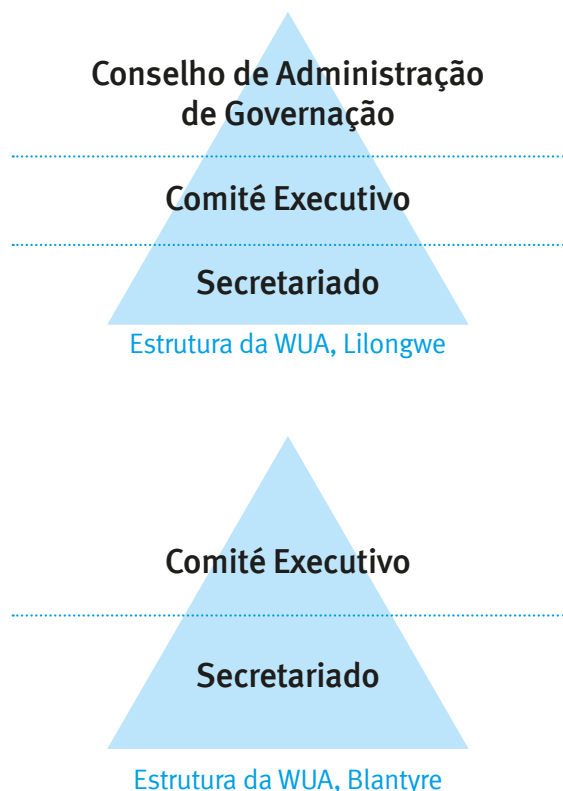 Conselho de Administração
de Governação
Comité Executivo
Secretariado
Estrutura da WUA, Lilongwe
Comité Executivo
Secretariado
Estrutura da WUA, Blantyre